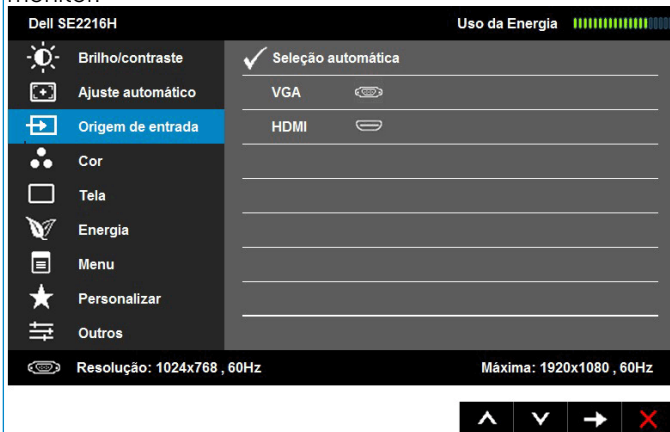 monitor.
Dell SE2216H Uso da Energia
Brilho/contraste Seleção automática
Ajuste automático VGA
Origem de entrada HDMI
Cor
Tela
Energia
Menu
Personalizar
Outros
Resolução: 1024x768 , 60Hz Máxima: 1920x1080 , 60Hz